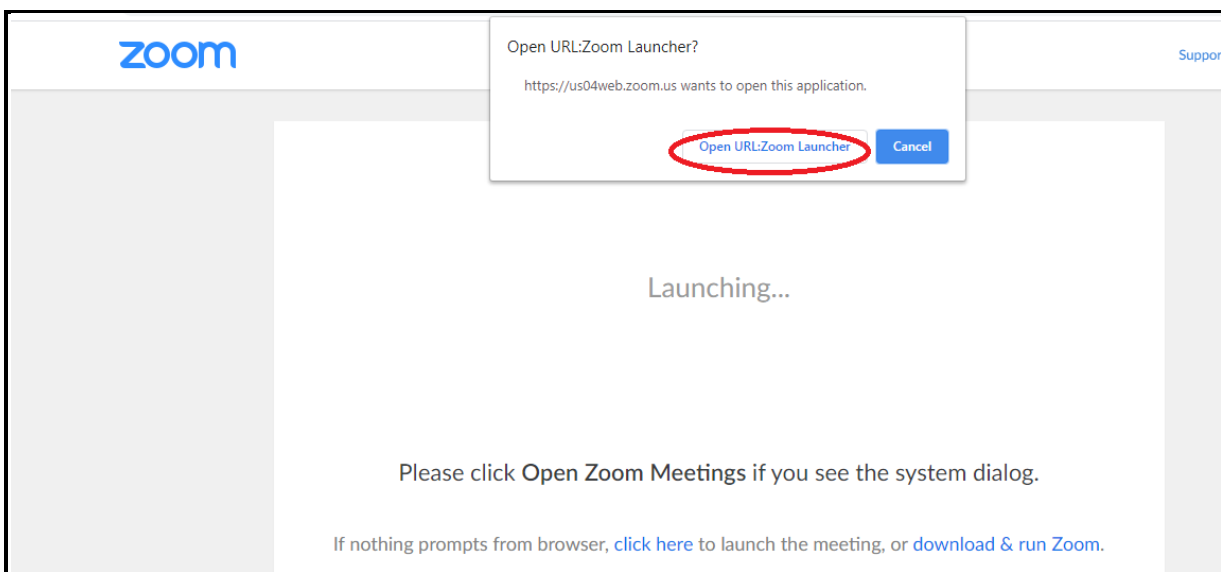 zoom
Open URL:Zoom Launcher?
https://us04web.zoom.us wants to open this application.
Open URL:Zoom Launcher
Cancel
Suppor
Launching...
Please click Open Zoom Meetings if you see the system dialog.
If nothing prompts from browser, click here to launch the meeting, or download & run Zoom.